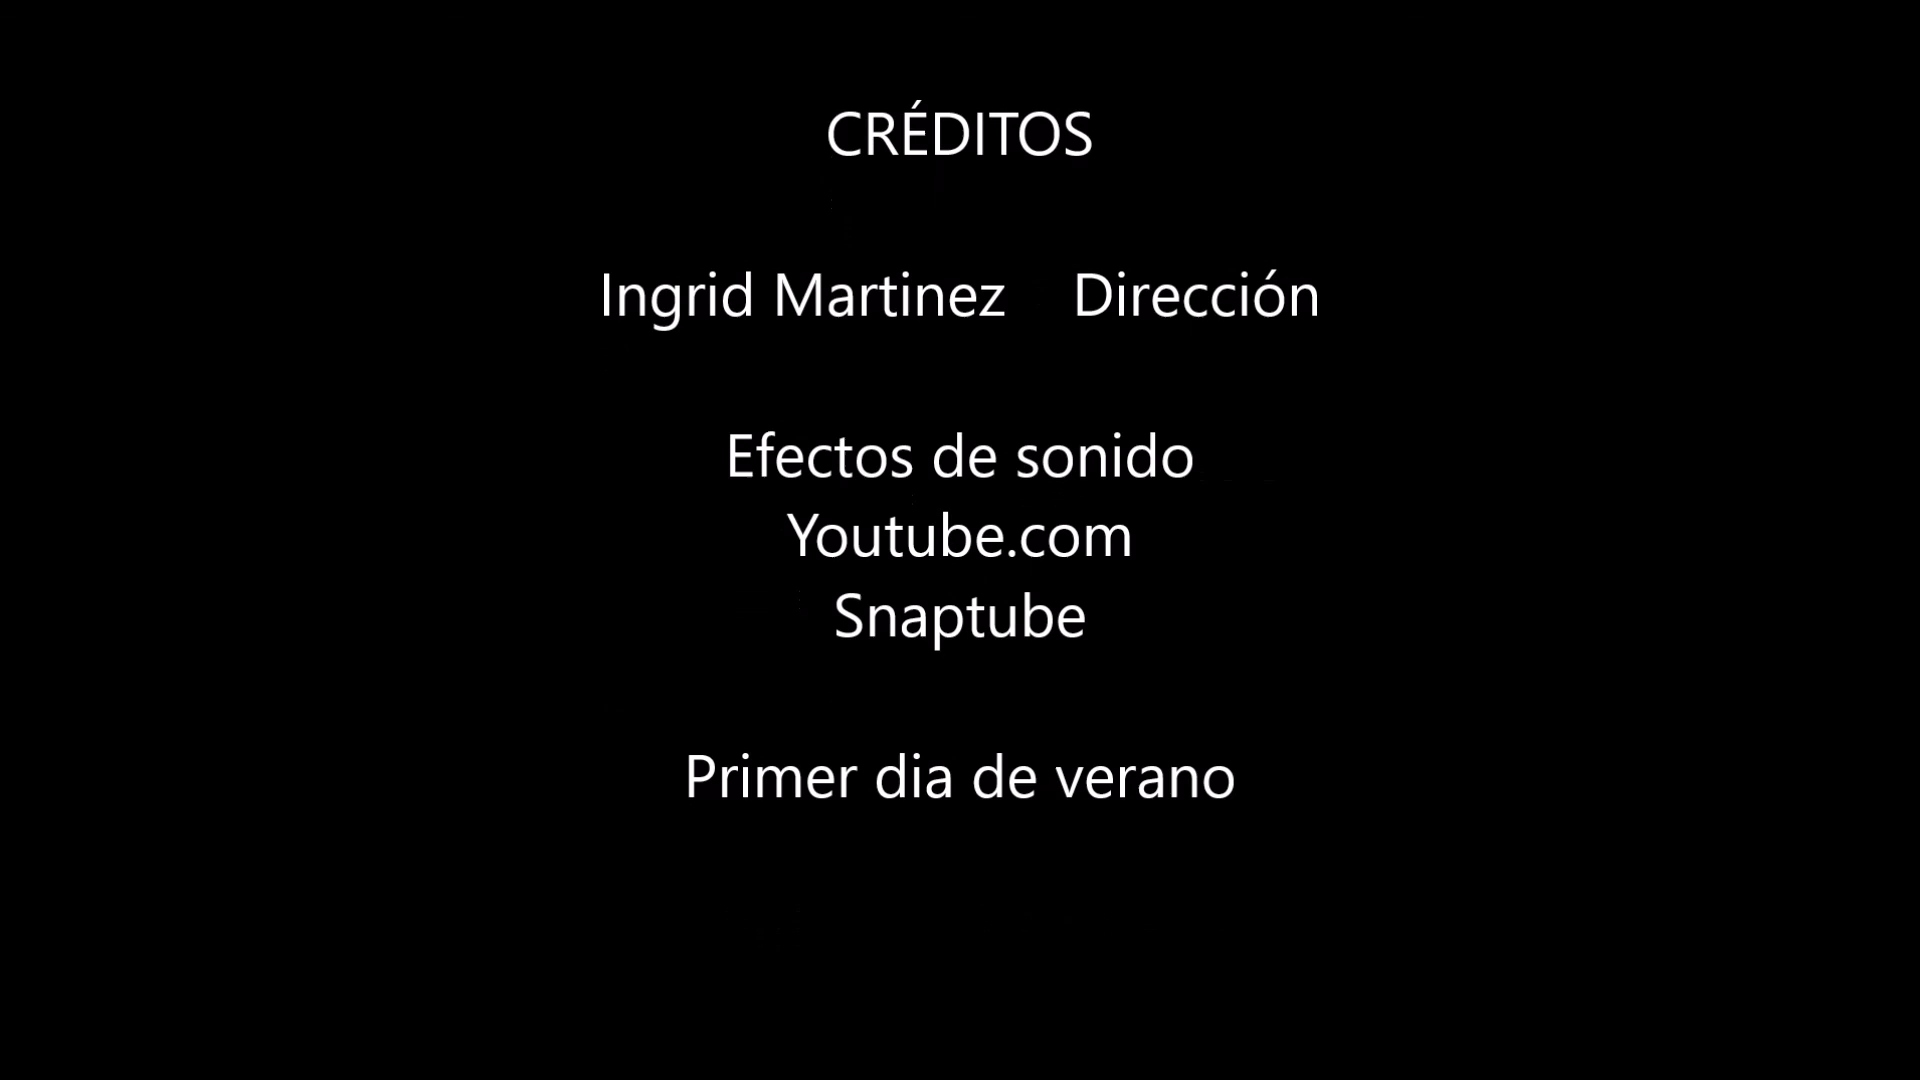 CRÉDITOS
Ingrid Martinez Dirección
Efectos de sonido
Youtube.com
Snaptube
Primer dia de verano